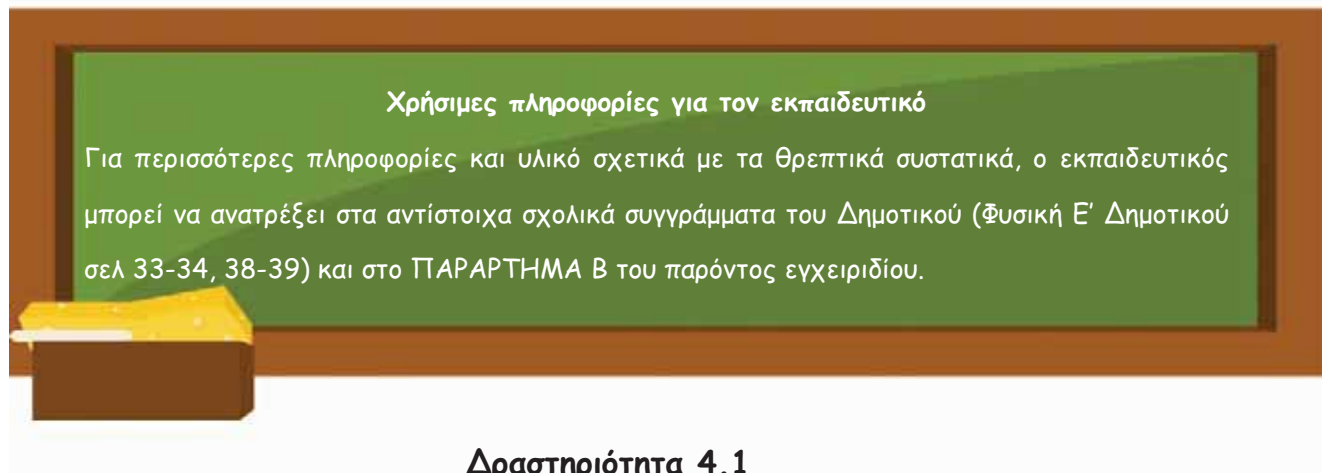 Χρήσιμες πληροφορίες για τον εκπαιδευτικό
Για περισσότερες πληροφορίες και υλικό σχετικά με τα θρεπτικά συστατικά, ο εκπαιδευτικός
μπορεί να ανατρέξει στα αντίστοιχα σχολικά συγγράμματα του Δημοτικού (Φυσική Ε' Δημοτικού
σελ 33-34, 38-39) και στο ΠΑΡΑΡΤΗΜΑ Β του παρόντος εγχειριδίου.
Δραστηριότητα 4.1